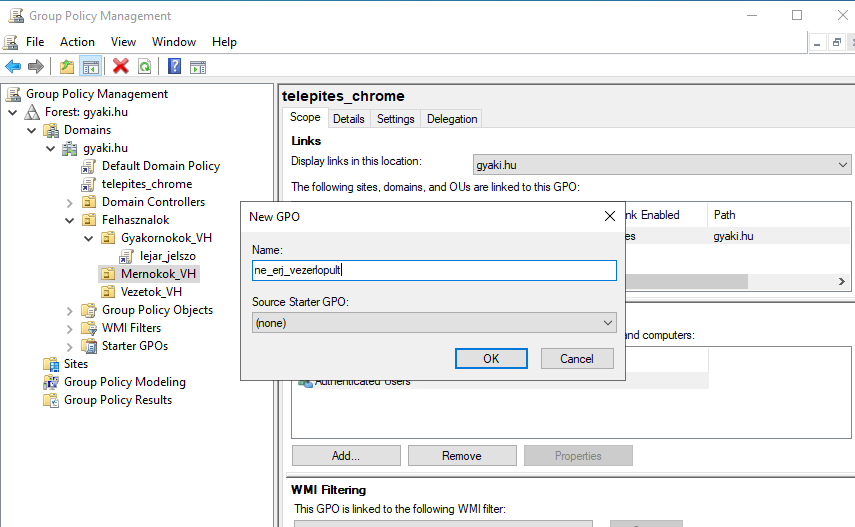 Group Policy Management
File Action View Window Help
Group Policy Management
Forest: gyaki.hu
Domains
gyaki.hu
Default Domain Policy
telepites_chrome
Domain Controllers
Felhasznalok
Gyakornokok_VH
lejar_jelszo
Mernokok_VH
Vezetok_VH
Group Policy Objects
WMI Filters
Starter GPOs
Sites
Group Policy Modeling
Group Policy Results
telepites_chrome
Scope Details Settings Delegation
Links
Display links in this location: gyaki.hu
The following sites, domains, and OUs are linked to this GPO:
nk Enabled Path
es gyaki.hu
New GPO
Name:
ne_erj_vezerlopult
Source Starter GPO:
(none)
OK Cancel
and computers:
Authenticated Users
Add... Remove Properties
WMI Filtering
This GPO is linked to the following WMI filter: